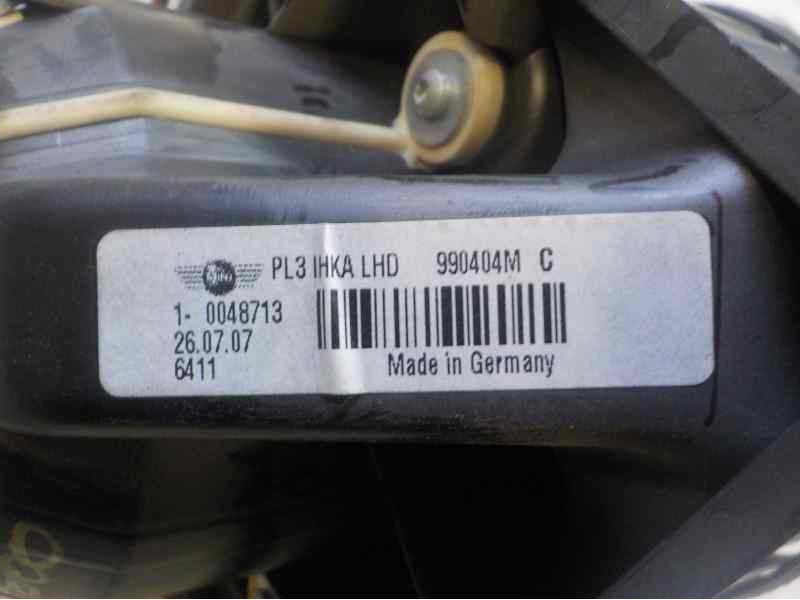 PL3 IHKA LHD 990404M C
1- 0048713
26.07.07
6411
Made in Germany